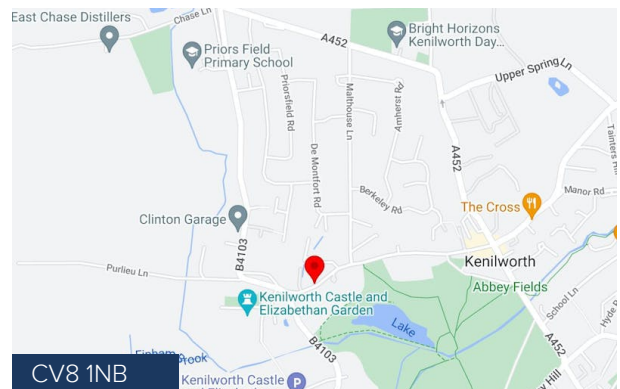 East Chase Distillers
Chase Ln
A452
Bright Horizons
Kenilworth Day...
Priors Field
Primary School
Upper Spring Ln
Priorsfield Rd
Malthouse Ln
Amherst Rd
A452
De Montfort Rd
Berkeley Rd
Manor Rd
The Cross
Clinton Garage
B4103
Purlieu Ln
Kenilworth
Abbey Fields
Kenilworth Castle and
Elizabethan Garden
Lake
School Ln
A452
B4103
Kenilworth Castle
CV8 1NB